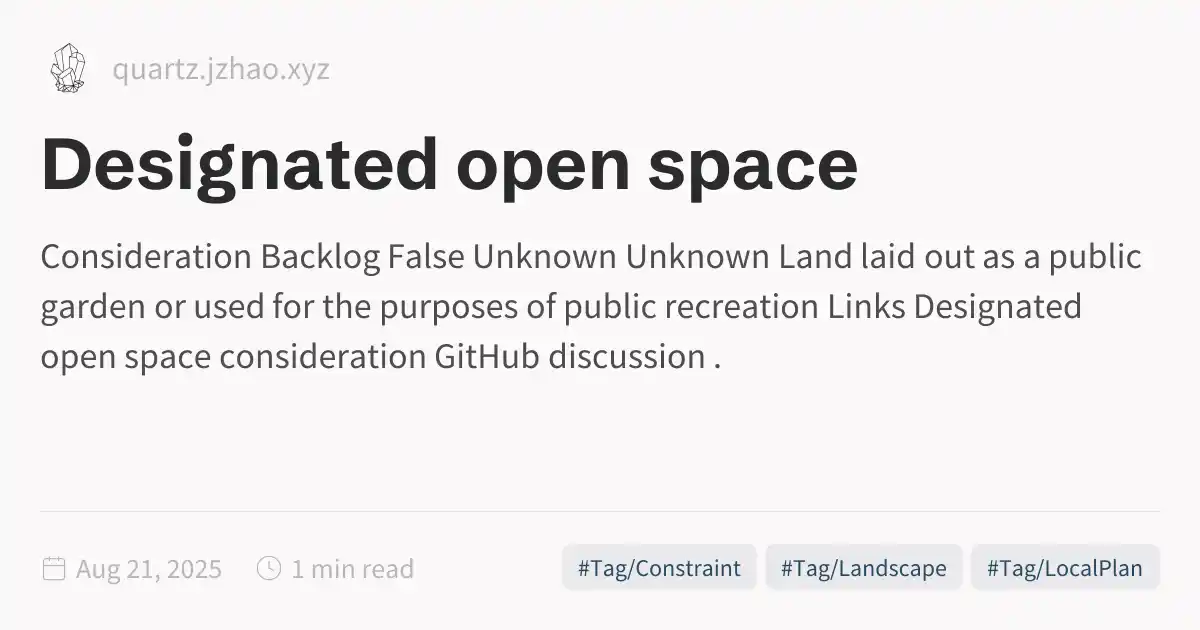 quartz.jzhao.xyz
Designated open space
Consideration Backlog False Unknown Unknown Land laid out as a public
garden or used for the purposes of public recreation Links Designated
open space consideration GitHub discussion .
Aug 21, 2025 1 min read #Tag/Constraint #Tag/Landscape #Tag/LocalPlan